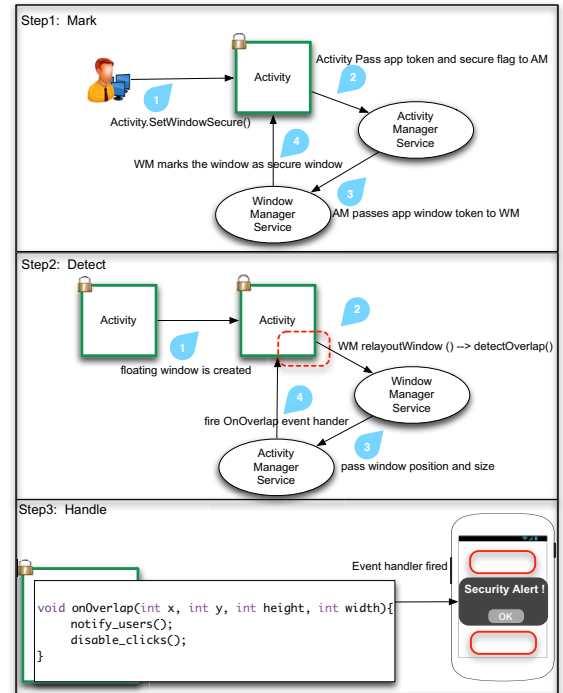 Step1: Mark
Activity Pass app token and secure flag to AM
Activity
2
1
Activity.SetWindowSecure()
Activity
Manager
Service
4
WM marks the window as secure window
3
Window
Manager
Service
AM passes app window token to WM
Step2: Detect
Activity
Activity
2
1
WM relayoutWindow () --> detectOverlap()
floating window is created
Window
Manager
Service
4
fire OnOverlap event hander
3
Activity
Manager
Service
pass window position and size
Step3: Handle
Event handler fired
Security Alert !
OK
void onOverlap(int x, int y, int height, int width){
notify_users();
disable_clicks();
}